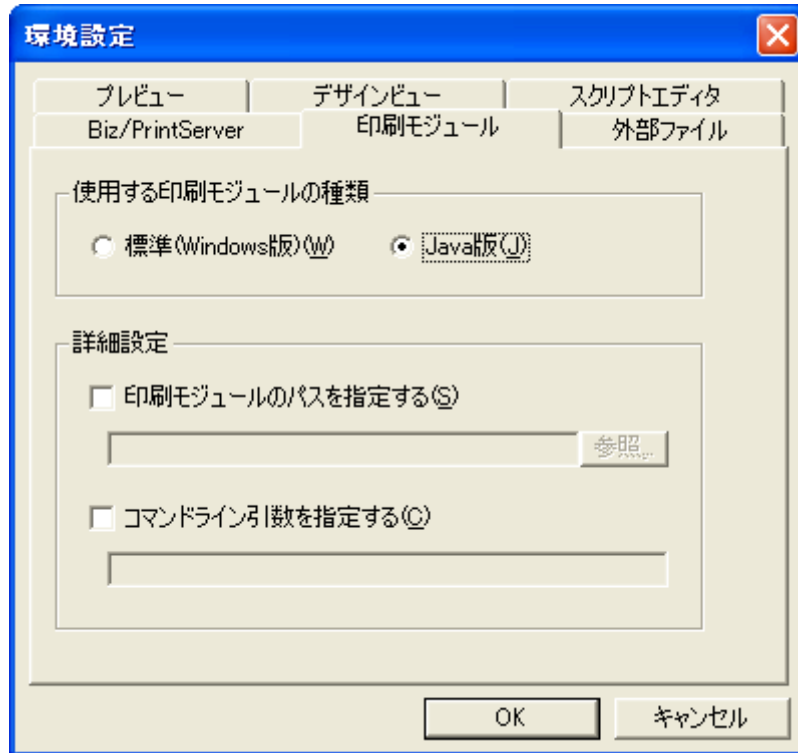 環境設定
プレビュー デザインビュー スクリプトエディタ
Biz/PrintServer 印刷モジュール 外部ファイル
使用する印刷モジュールの種類
標準(Windows版)(W) Java版(J)
詳細設定
印刷モジュールのパスを指定する(S)
参照...
コマンドライン引数を指定する(C)
OK キャンセル